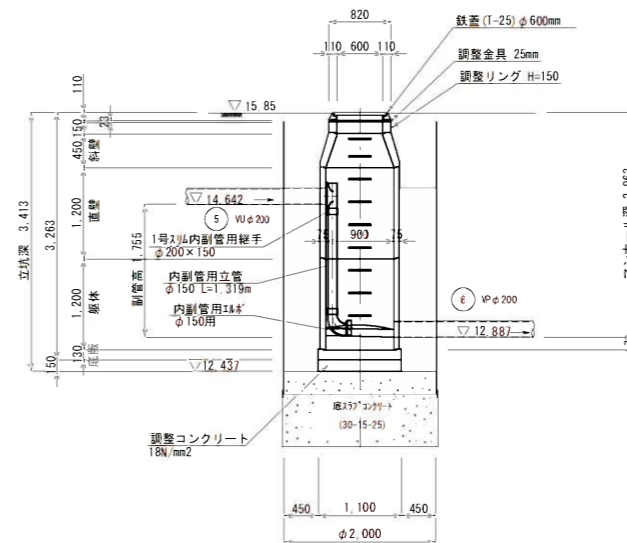 820
110 600 110
鉄蓋(T-25)φ600mm
調整金具 25mm
調整リング H=150
110
▽15.85
150
23
450
斜壁
立坑深 3,413
3,263
1,200
直壁
▽14.642
5 VUφ200
1号スリム内副管用継手
φ200×150
75 900 75
副管高 1,755
内副管用立管
φ150 L=1.319m
1,200
躯体
内副管用エルボ
φ150用
6 VPφ200
▽12.887
130
底版
150
▽12.437
底スラブコンクリート
(30-15-25)
調整コンクリート
18N/mm2
450 1,100 450
φ2,000